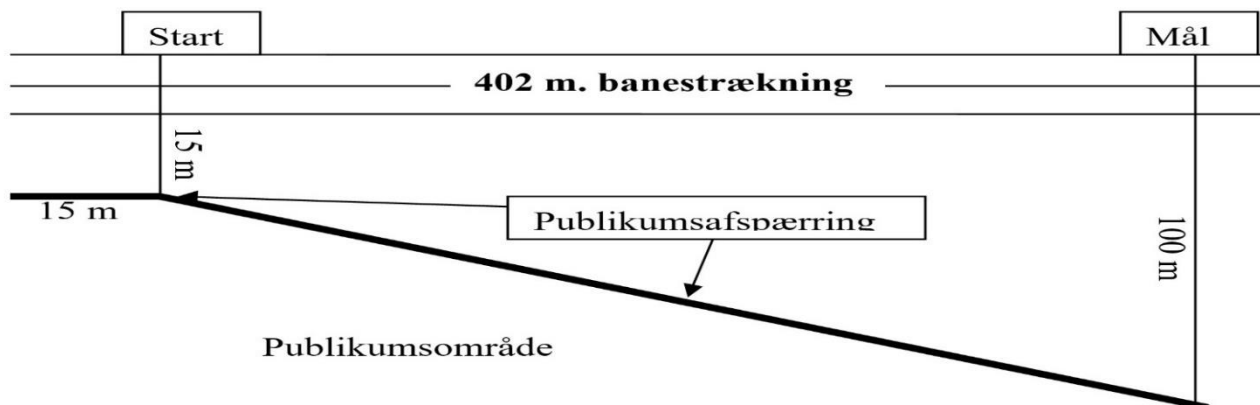 Start
Mål
402 m. banestrækning
15 m
15 m
Publikumsafspærring
100 m
Publikumsområde